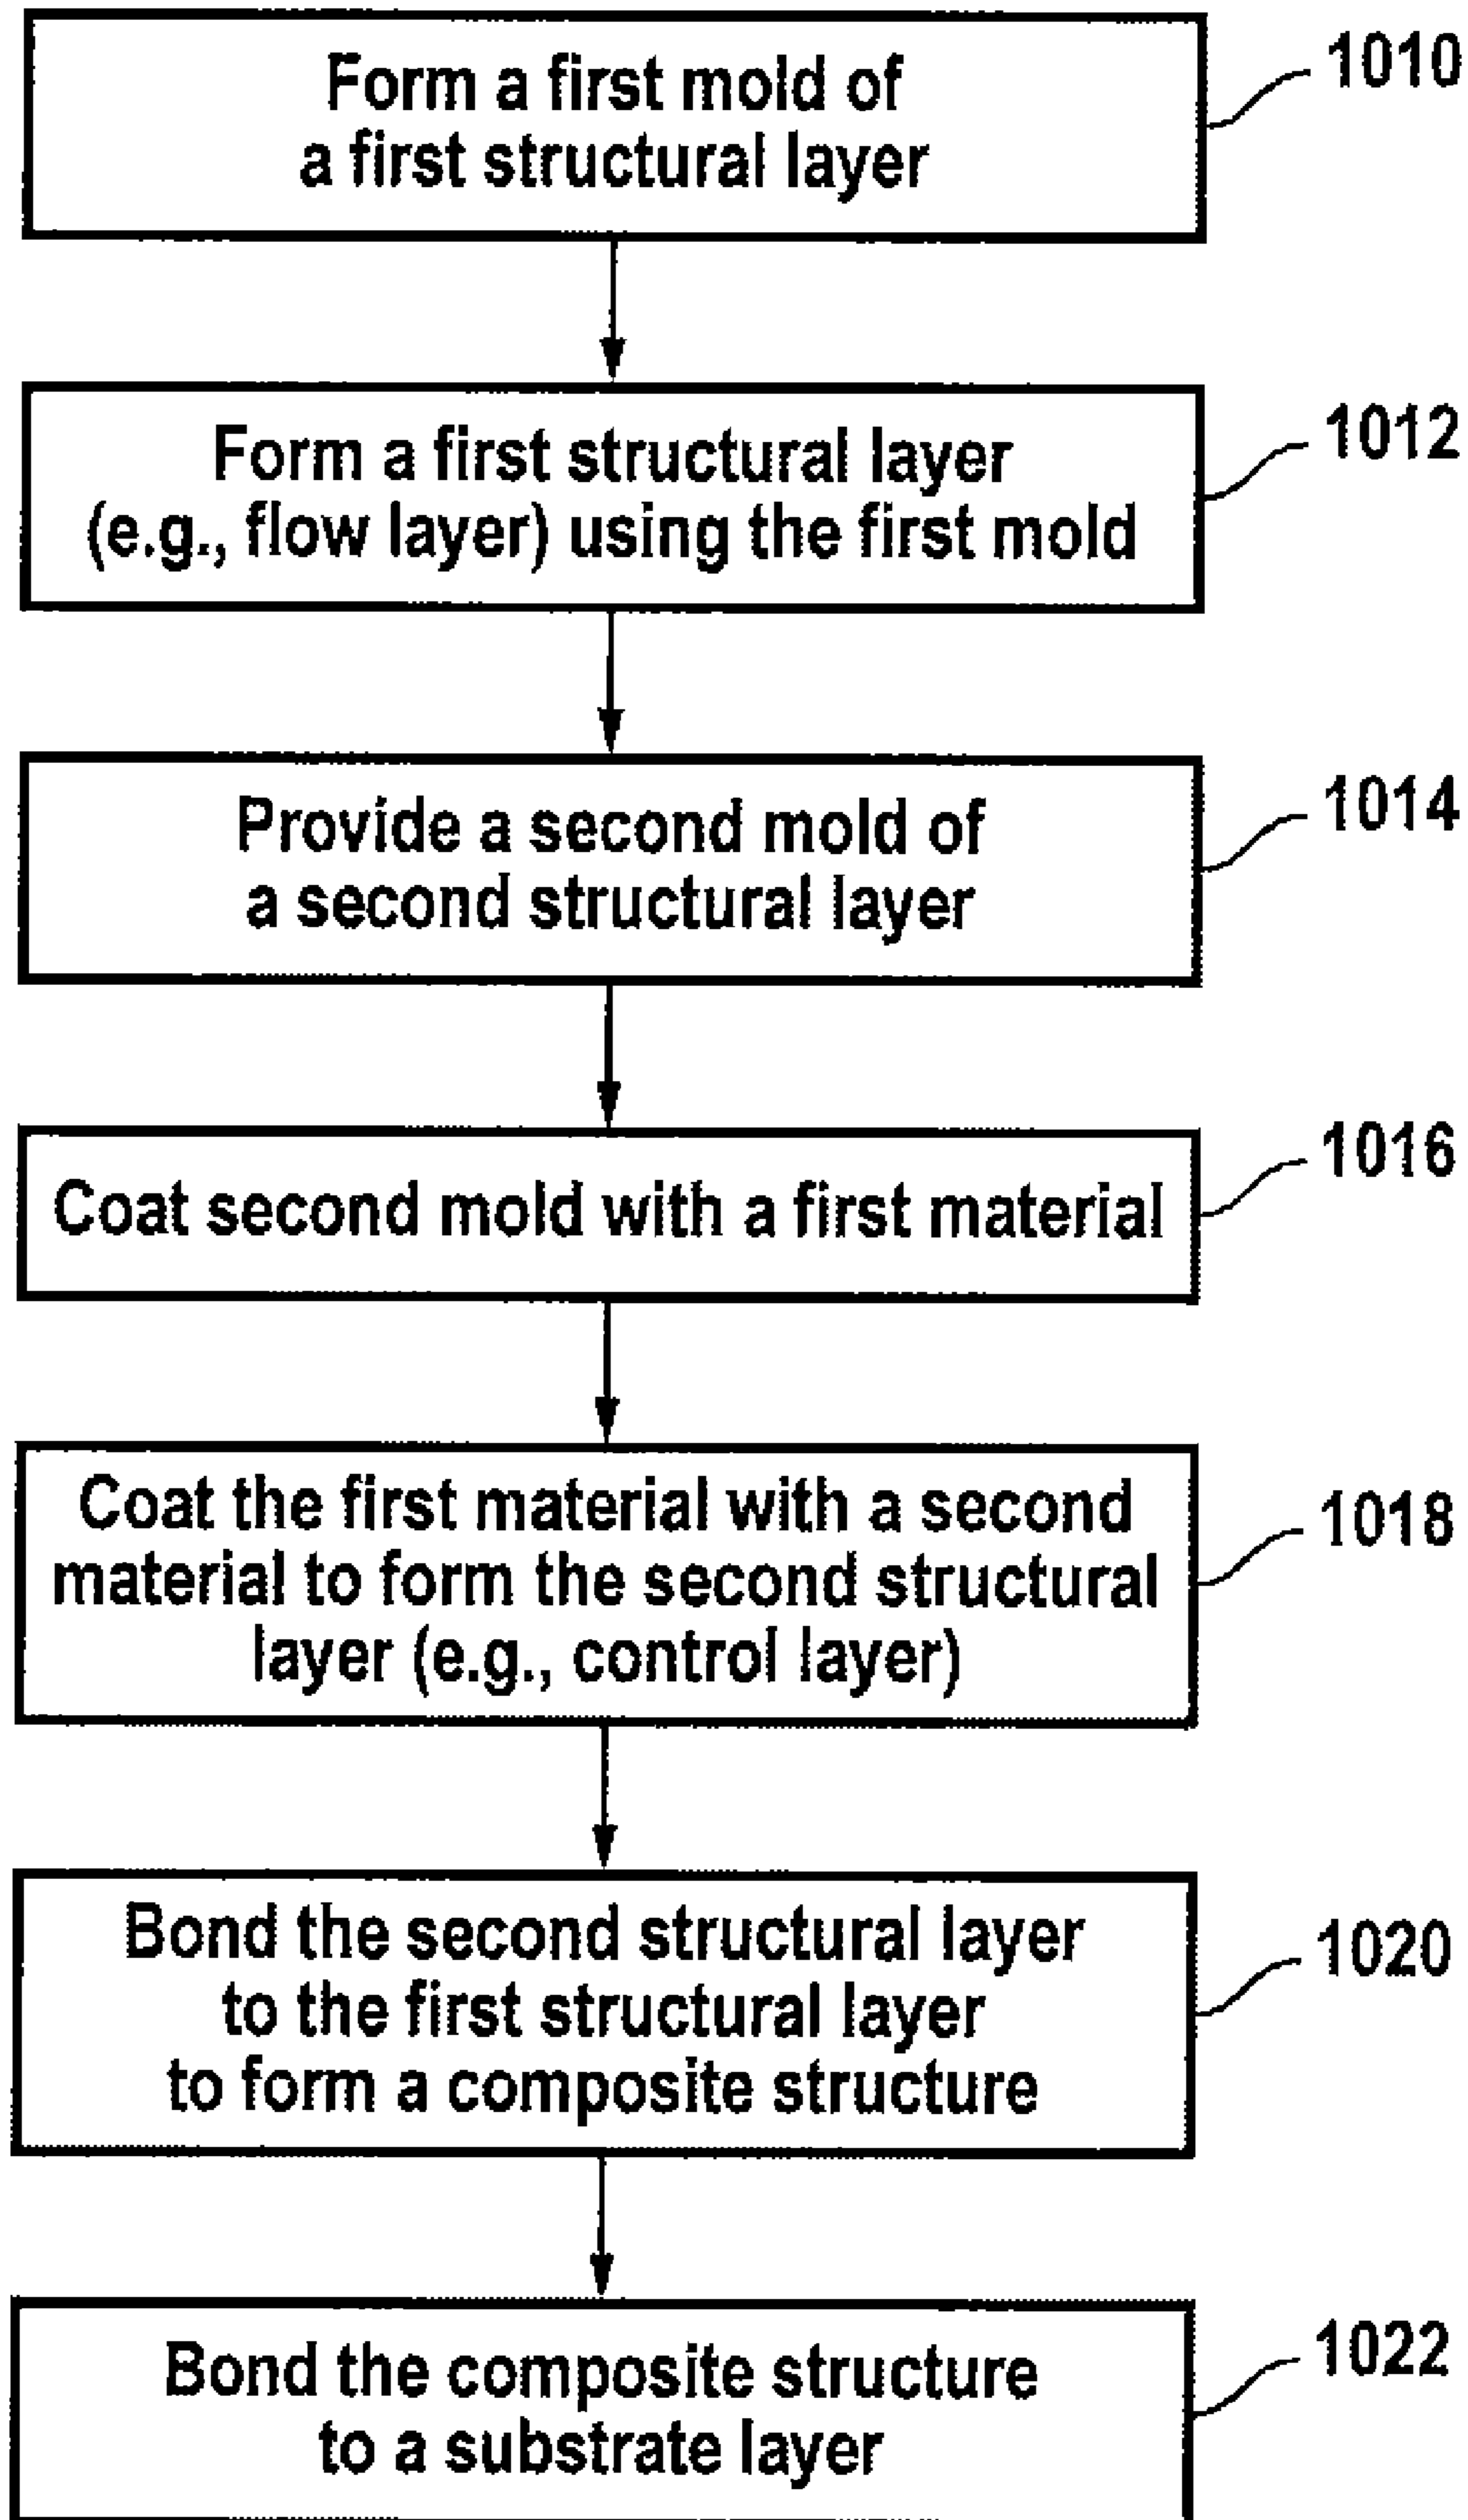 Form a first mold of
a first structural layer
1010
Form a first structural layer
(e.g., flow layer) using the first mold
1012
Provide a second mold of
a second structural layer
1014
Coat second mold with a first material
1016
Coat the first material with a second
material to form the second structural
layer (e.g., control layer)
1018
Bond the second structural layer
to the first structural layer
to form a composite structure
1020
Bond the composite structure
to a substrate layer
1022